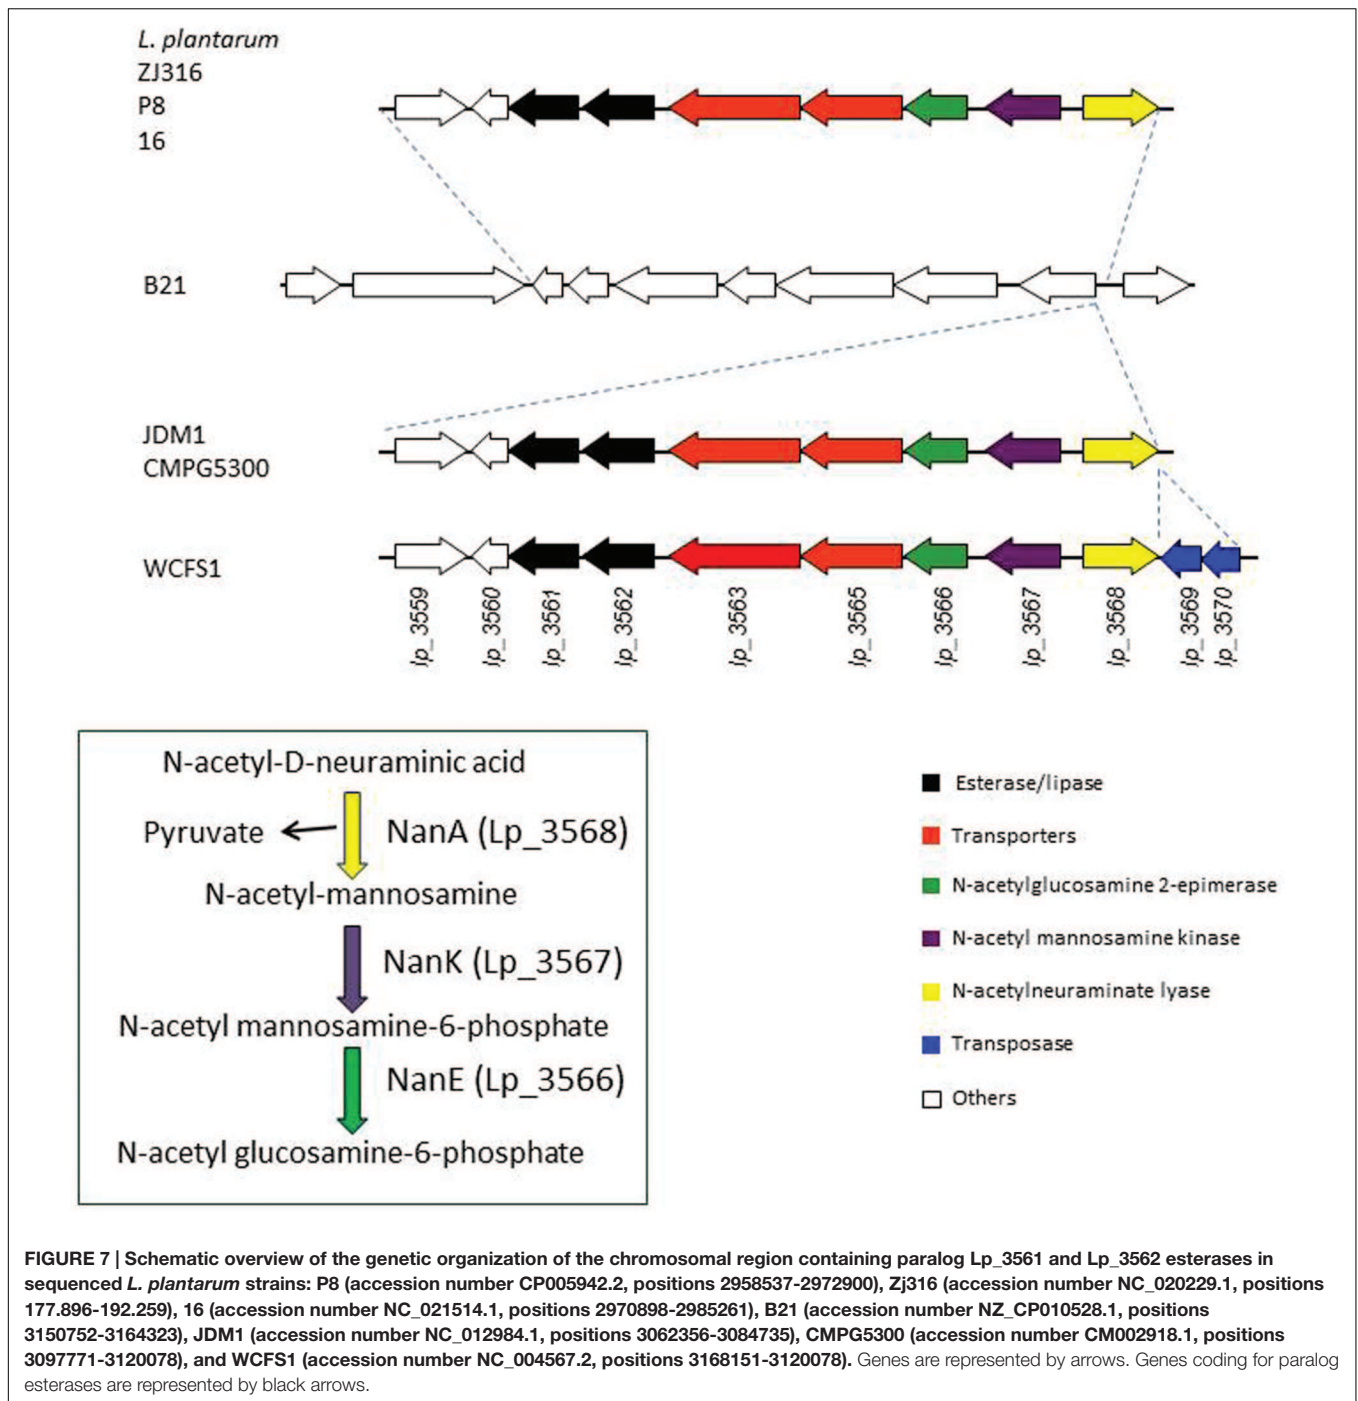 L. plantarum
ZJ316
P8
16
B21
JDM1
CMPG5300
WCFS1
lp_3559
lp_3560
lp_3561
lp_3562
lp_3563
lp_3565
lp_3566
lp_3567
lp_3568
lp_3569
lp_3570
N-acetyl-D-neuraminic acid
Pyruvate
NanA (Lp_3568)
N-acetyl-mannosamine
NanK (Lp_3567)
N-acetyl mannosamine-6-phosphate
NanE (Lp_3566)
N-acetyl glucosamine-6-phosphate
Esterase/lipase
Transporters
N-acetylglucosamine 2-epimerase
N-acetyl mannosamine kinase
N-acetylneuraminate lyase
Transposase
Others
FIGURE 7 | Schematic overview of the genetic organization of the chromosomal region containing paralog Lp_3561 and Lp_3562 esterases in
sequenced L. plantarum strains: P8 (accession number CP005942.2, positions 2958537-2972900), Zj316 (accession number NC_020229.1, positions
177.896-192.259), 16 (accession number NC_021514.1, positions 2970898-2985261), B21 (accession number NZ_CP010528.1, positions
3150752-3164323), JDM1 (accession number NC_012984.1, positions 3062356-3084735), CMPG5300 (accession number CM002918.1, positions
3097771-3120078), and WCFS1 (accession number NC_004567.2, positions 3168151-3120078). Genes are represented by arrows. Genes coding for paralog
esterases are represented by black arrows.